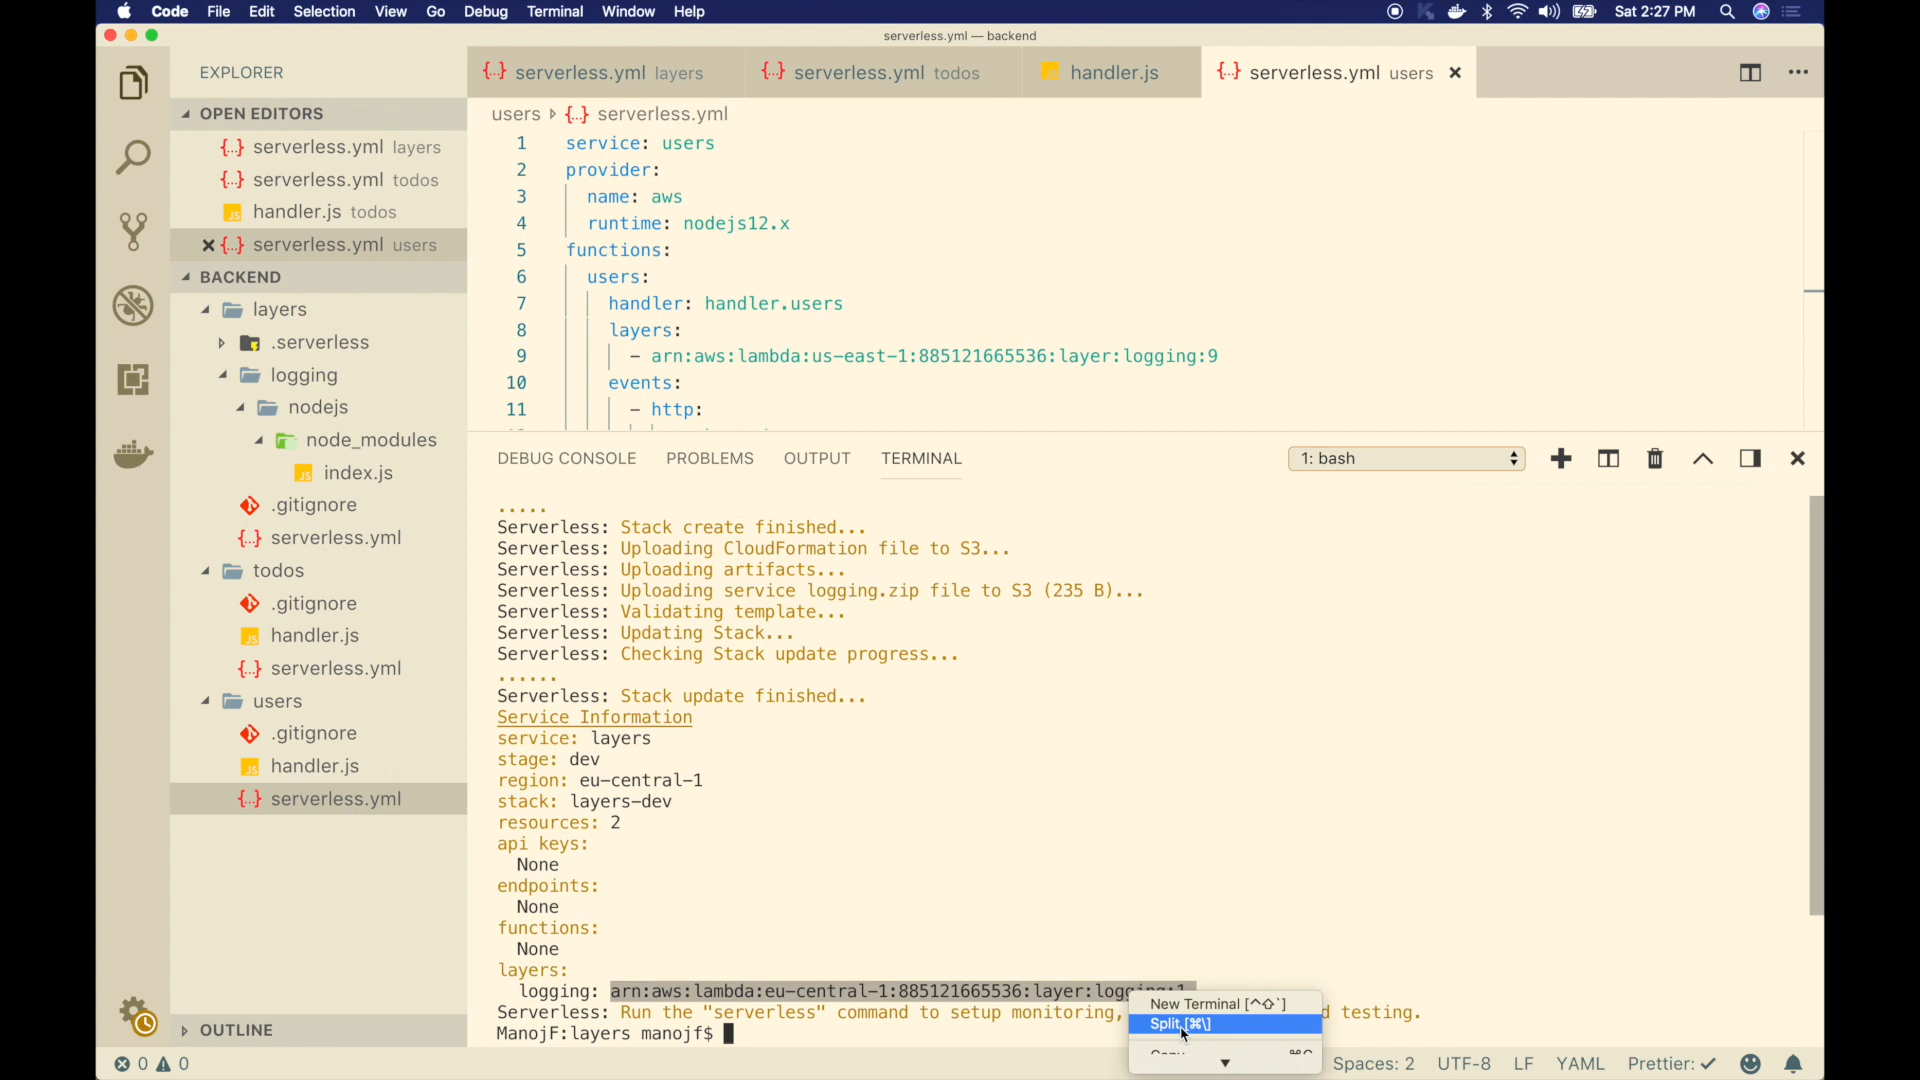 Code File Edit Selection View Go Debug Terminal Window Help Sat 2:27 PM
serverless.yml — backend
EXPLORER
OPEN EDITORS
serverless.yml layers
serverless.yml todos
handler.js todos
serverless.yml users
BACKEND
layers
.serverless
logging
nodejs
node_modules
index.js
.gitignore
serverless.yml
todos
.gitignore
handler.js
serverless.yml
users
.gitignore
handler.js
serverless.yml
OUTLINE
serverless.yml layers serverless.yml todos handler.js serverless.yml users
users serverless.yml
1 service: users
2 provider:
3 name: aws
4 runtime: nodejs12.x
5 functions:
6 users:
7 handler: handler.users
8 layers:
9 - arn:aws:lambda:us-east-1:885121665536:layer:logging:9
10 events:
11 - http:
DEBUG CONSOLE PROBLEMS OUTPUT TERMINAL 1: bash
.....
Serverless: Stack create finished...
Serverless: Uploading CloudFormation file to S3...
Serverless: Uploading artifacts...
Serverless: Uploading service logging.zip file to S3 (235 B)...
Serverless: Validating template...
Serverless: Updating Stack...
Serverless: Checking Stack update progress...
......
Serverless: Stack update finished...
Service Information
service: layers
stage: dev
region: eu-central-1
stack: layers-dev
resources: 2
api keys:
None
endpoints:
None
functions:
None
layers:
logging: arn:aws:lambda:eu-central-1:885121665536:layer:logging:1
Serverless: Run the "serverless" command to setup monitoring, testing.
ManojF:layers manojf$
New Terminal [^⇧`]
Split [⌘\]
0 0 Spaces: 2 UTF-8 LF YAML Prettier: ✓